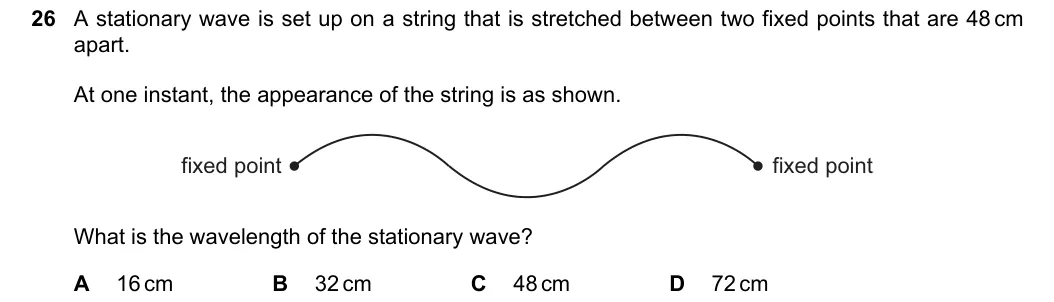 26 A stationary wave is set up on a string that is stretched between two fixed points that are 48 cm
apart.
At one instant, the appearance of the string is as shown.
fixed point fixed point
What is the wavelength of the stationary wave?
A 16 cm B 32 cm C 48 cm D 72 cm